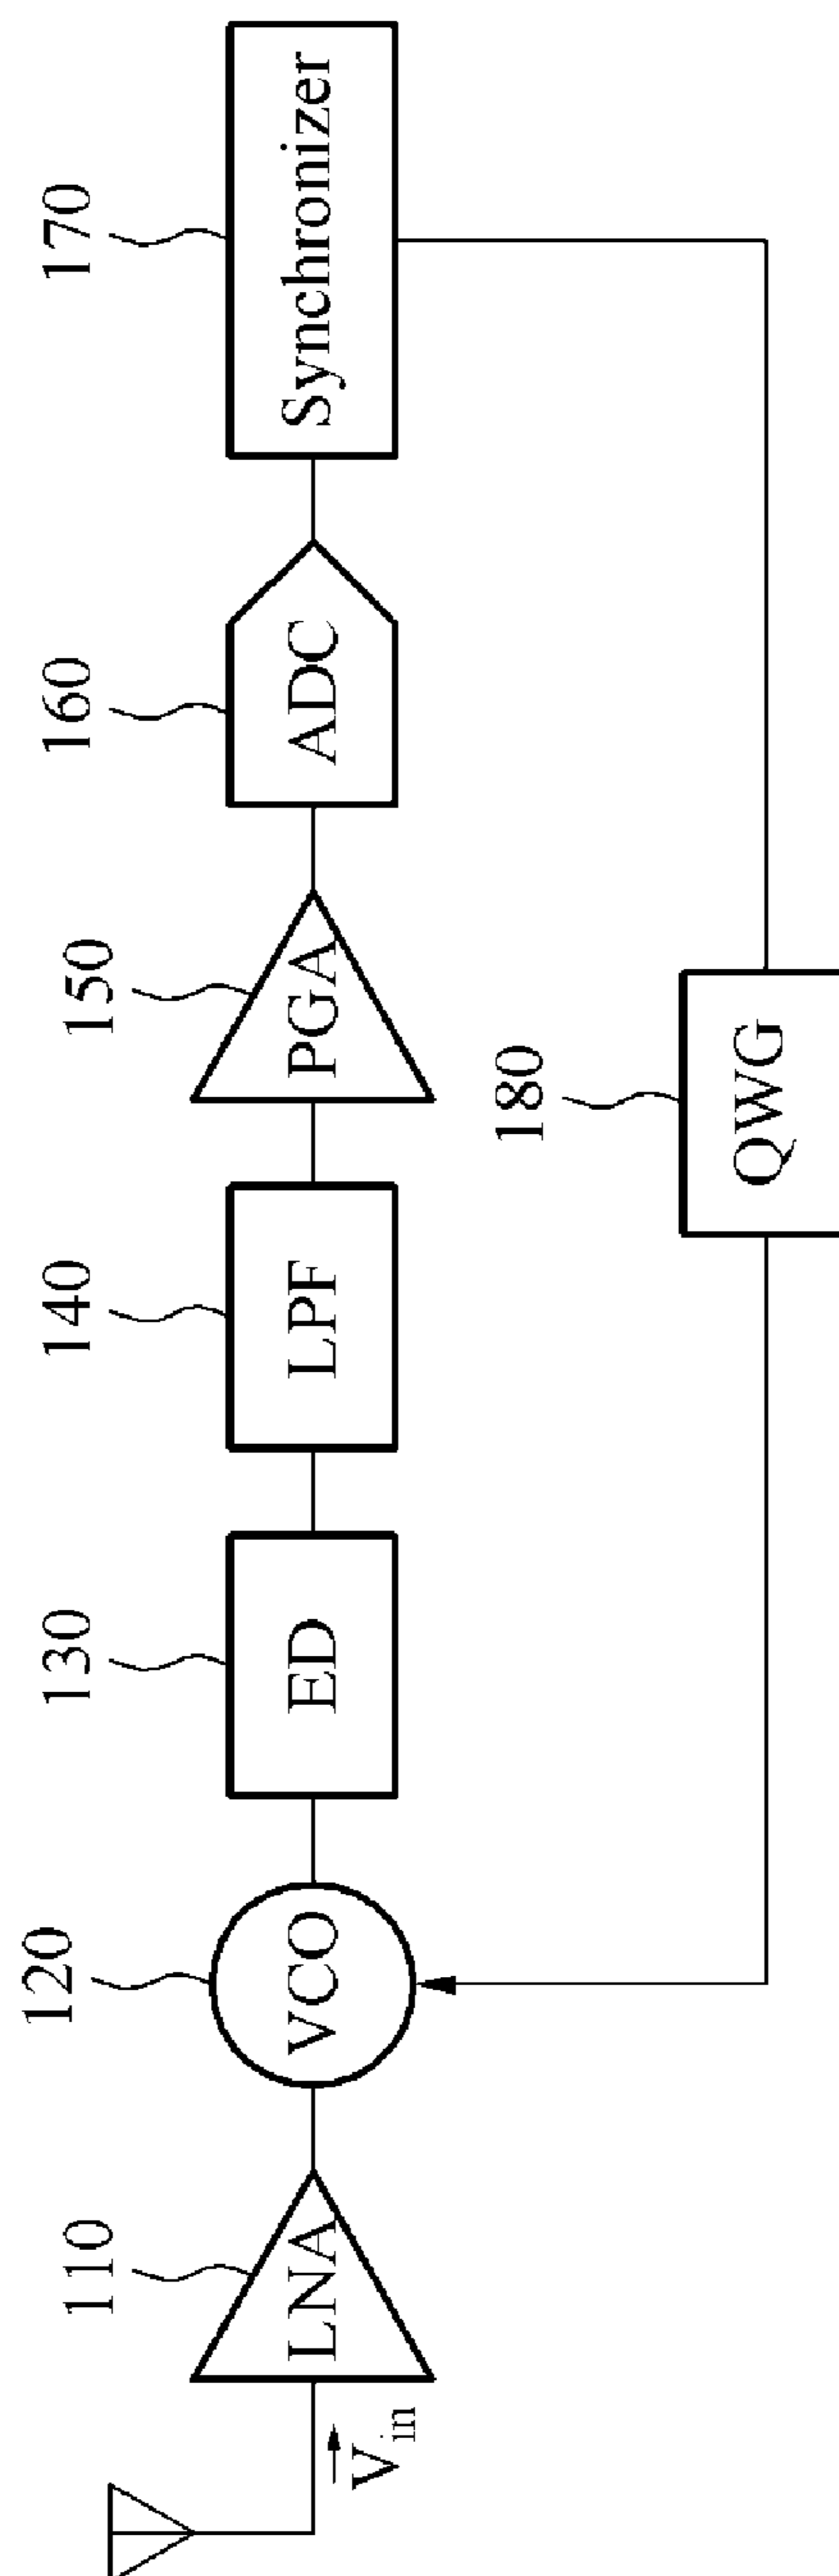 110
120
130
140
150
160
170
LNA
VCO
ED
LPF
PGA
ADC
Synchronizer
Vin
180
QWG